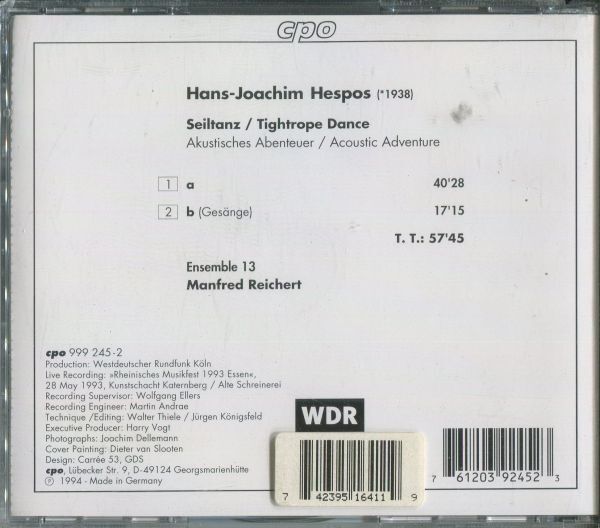 cpo
Hans-Joachim Hespos (*1938)
Seiltanz / Tightrope Dance
Akustisches Abenteuer / Acoustic Adventure
1 a 40'28
2 b (Gesänge) 17'15
T. T.: 57'45
Ensemble 13
Manfred Reichert
cpo 999 245-2
Production: Westdeutscher Rundfunk Köln
Live Recording: »Rheinisches Musikfest 1993 Essen«,
28 May 1993, Kunstschacht Katernberg / Alte Schreinerei
Recording Supervisor: Wolfgang Ellers
Recording Engineer: Martin Andrae
Technique /Editing: Walter Thiele / Jürgen Königsfeld
Executive Producer: Harry Vogt
Photographs: Joachim Dellemann
Cover Painting: Dieter van Slooten
Design: Carrée 53, GDS
cpo, Lübecker Str. 9, D-49124 Georgsmarienhütte
℗ 1994 - Made in Germany
WDR
7 42395 16411 9
7 61203 92452 3